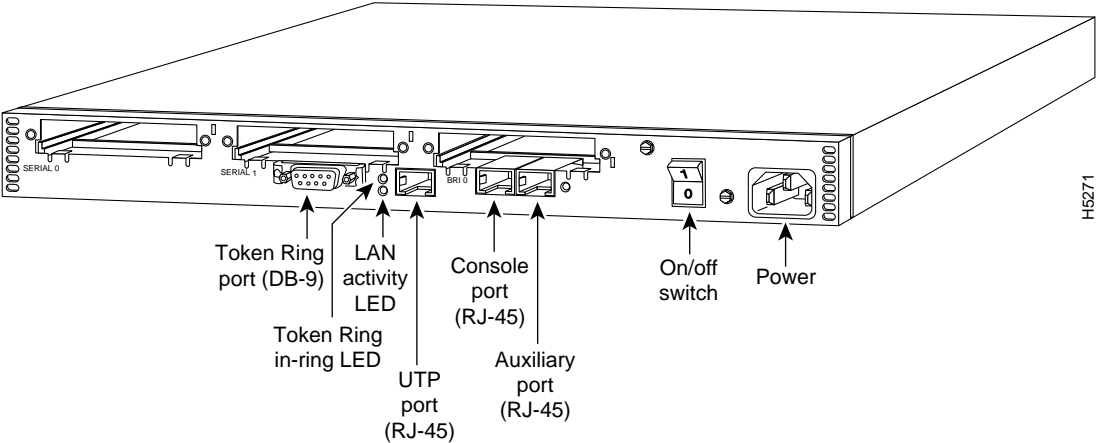 SERIAL 0
SERIAL 1
BRI 0
1
0
H5271
Token Ring
port (DB-9)
LAN
activity
LED
Token Ring
in-ring LED
UTP
port
(RJ-45)
Console
port
(RJ-45)
Auxiliary
port
(RJ-45)
On/off
switch
Power